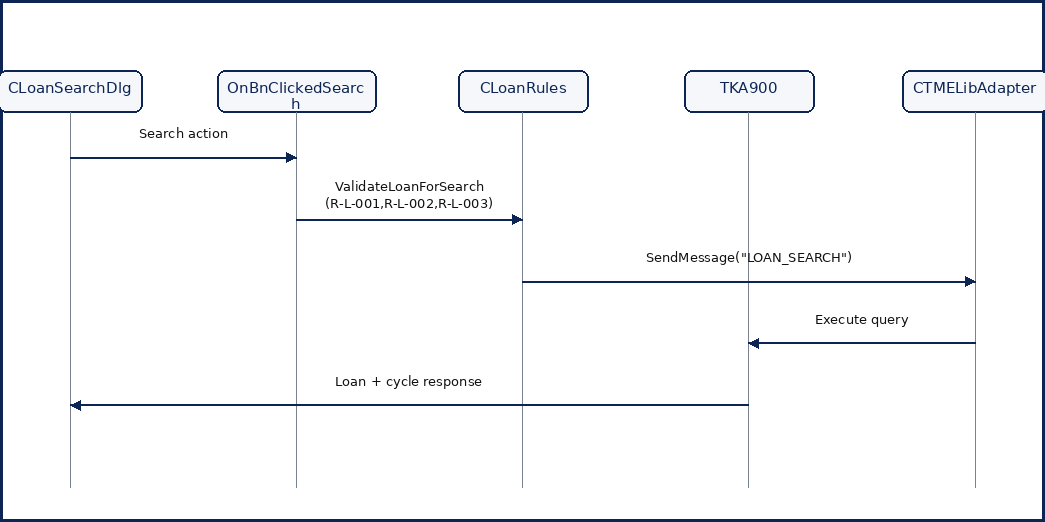 CLoanSearchDlg
OnBnClickedSearc
h
CLoanRules
TKA900
CTMELibAdapter
Search action
ValidateLoanForSearch
(R-L-001,R-L-002,R-L-003)
SendMessage("LOAN_SEARCH")
Execute query
Loan + cycle response